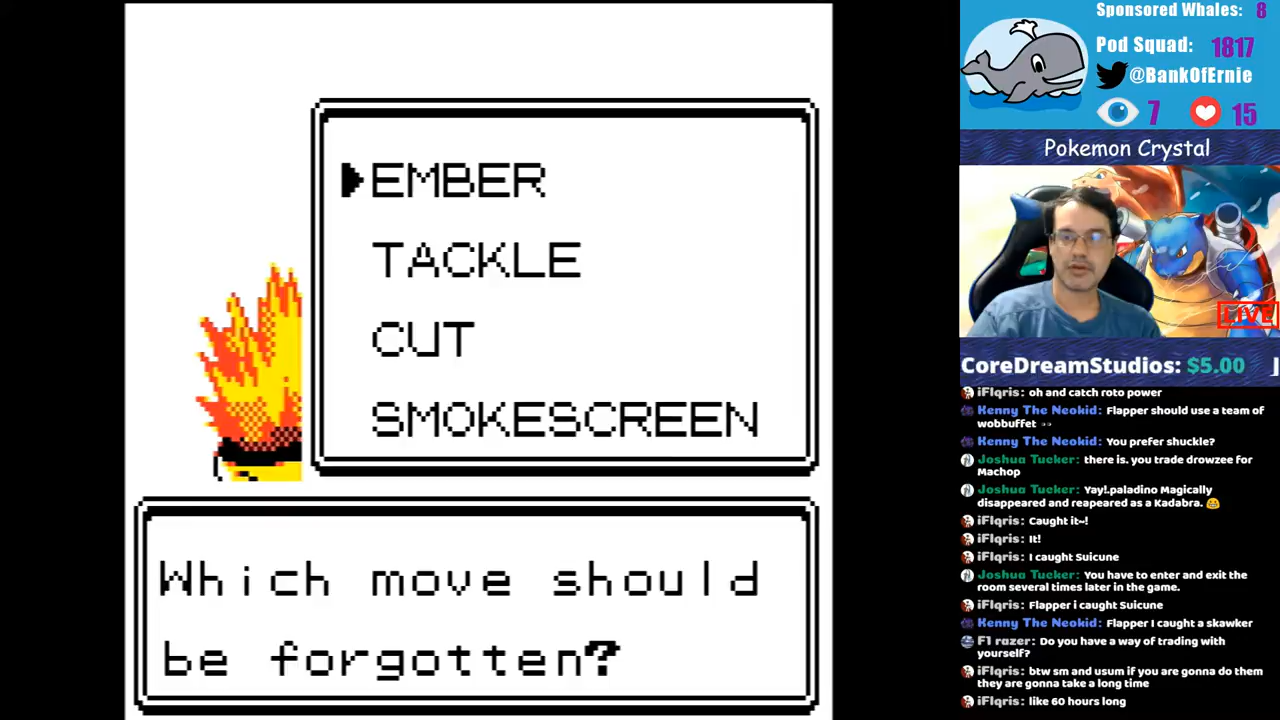 EMBER
TACKLE
CUT
SMOKESCREEN
Which move should
be forgotten?
Sponsored Whales: 8
Pod Squad: 1817
@BankOfErnie
7 15
Pokemon Crystal
LIVE
CoreDreamStudios: $5.00
iFlqris: oh and catch roto power
Kenny The Neokid: Flapper should use a team of
wobbuffet 👀
Kenny The Neokid: You prefer shuckle?
Joshua Tucker: there is. you trade drowzee for
Machop
Joshua Tucker: Yay!.paladino Magically
disappeared and reapeared as a Kadabra. 😂
iFlqris: Caught it~!
iFlqris: It!
iFlqris: I caught Suicune
Joshua Tucker: You have to enter and exit the
room several times later in the game.
iFlqris: Flapper i caught Suicune
Kenny The Neokid: Flapper I caught a skawker
F1 razer: Do you have a way of trading with
yourself?
iFlqris: btw sm and usum if you are gonna do them
they are gonna take a long time
iFlqris: like 60 hours long